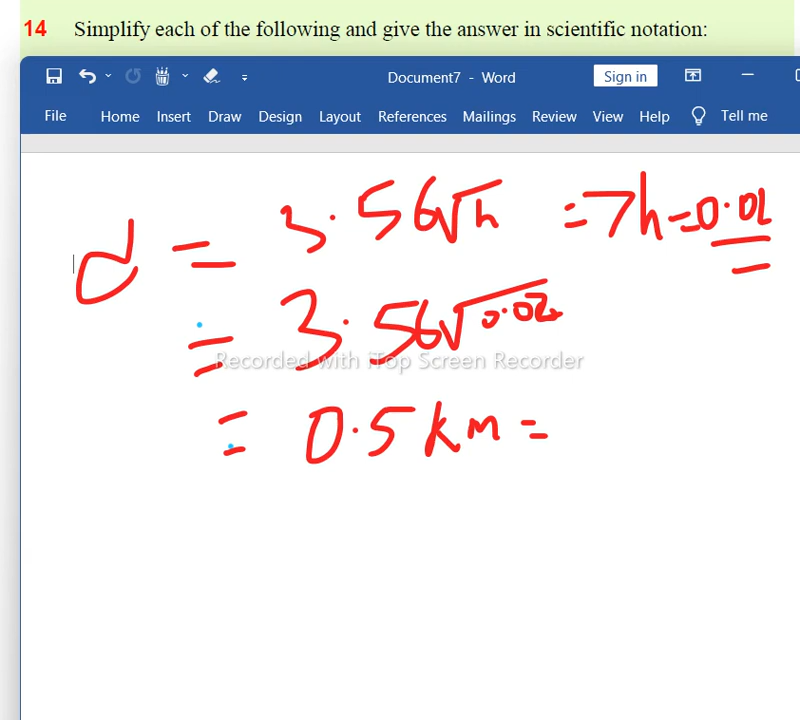 14 Simplify each of the following and give the answer in scientific notation:
Document7 - Word Sign in
File Home Insert Draw Design Layout References Mailings Review View Help Tell me
d = 3.56√h =7h=0.02
= 3.56√0.02
Recorded with iTop Screen Recorder
= 0.5 km =